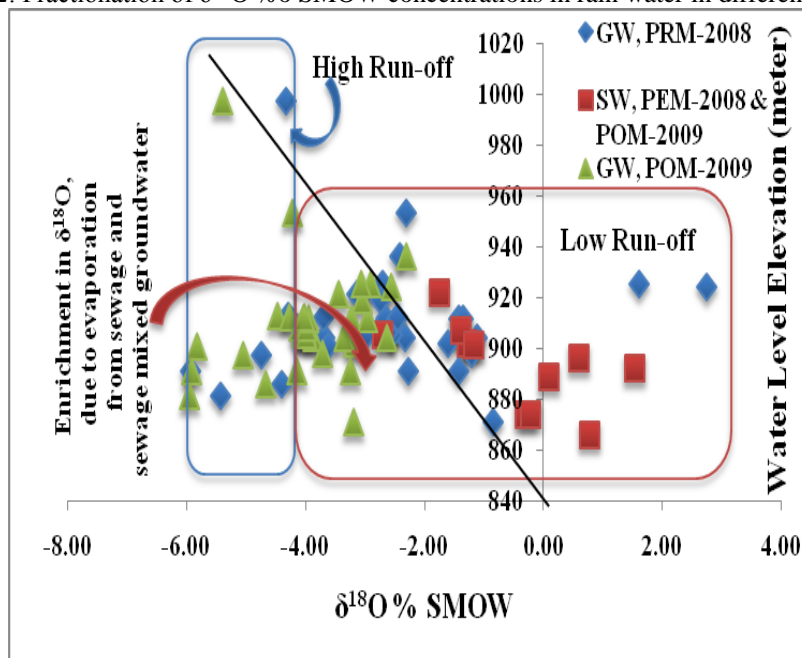 1020
1000
980
960
940
920
900
880
860
840
-8.00 -6.00 -4.00 -2.00 0.00 2.00 4.00
δ¹⁸O % SMOW
Water Level Elevation (meter)
GW, PRM-2008
SW, PEM-2008 &
POM-2009
GW, POM-2009
High Run-off
Low Run-off
Enrichment in δ¹⁸O,
due to evaporation
from sewage and
sewage mixed groundwater